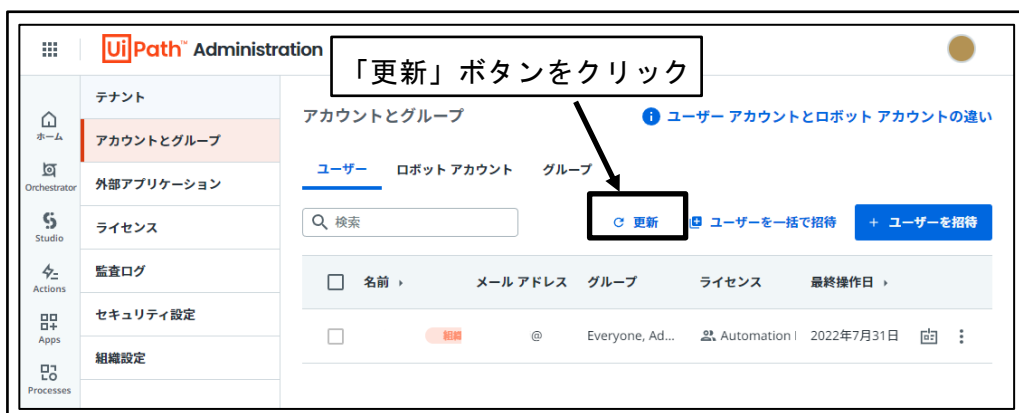 UiPath™ Administration
「更新」ボタンをクリック
ホーム
Orchestrator
Studio
Actions
Apps
Processes
テナント
アカウントとグループ
外部アプリケーション
ライセンス
監査ログ
セキュリティ設定
組織設定
アカウントとグループ
ユーザー アカウントとロボット アカウントの違い
ユーザー ロボット アカウント グループ
検索 更新 ユーザーを一括で招待 + ユーザーを招待
名前 メール アドレス グループ ライセンス 最終操作日
組織 @ Everyone, Ad... Automation 2022年7月31日